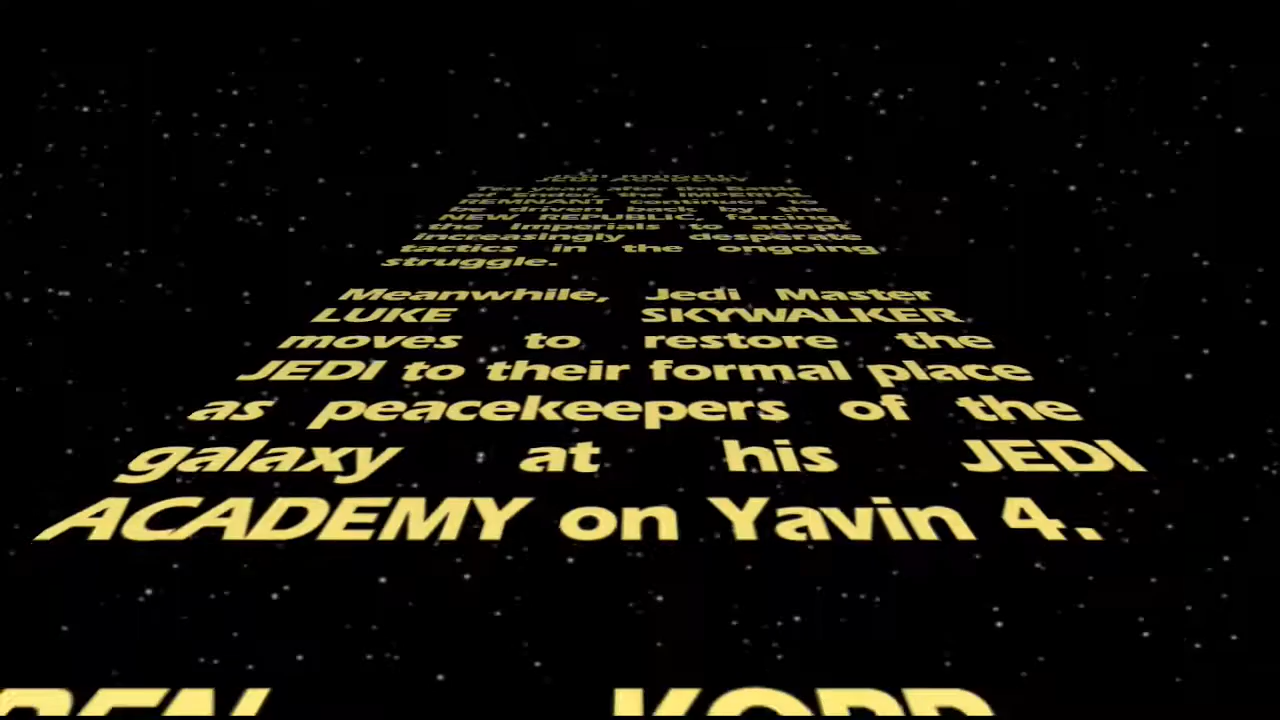 JEDI ACADEMY
Ten years after the Battle
of Endor, the IMPERIAL
REMNANT continues to
be driven back by the
NEW REPUBLIC, forcing
the Imperials to adopt
increasingly desperate
tactics in the ongoing
struggle.
Meanwhile, Jedi Master
LUKE SKYWALKER
moves to restore the
JEDI to their formal place
as peacekeepers of the
galaxy at his JEDI
ACADEMY on Yavin 4.